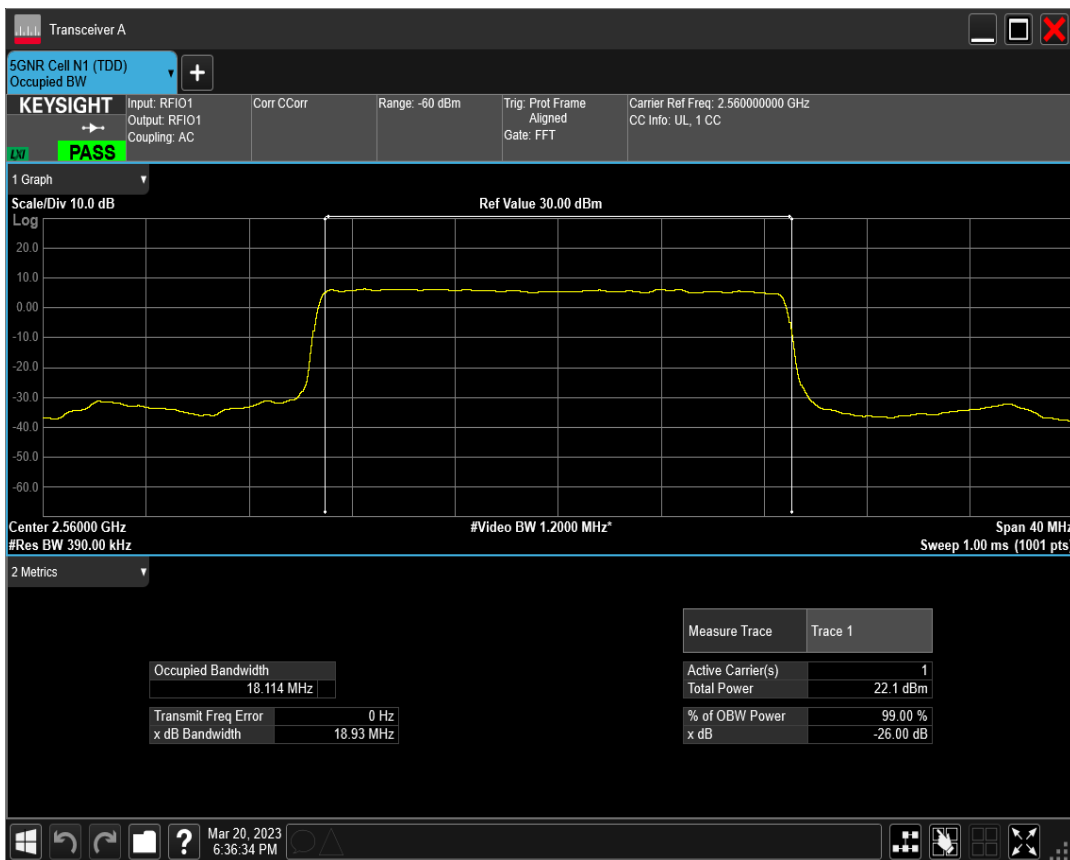 Transceiver A
5GNR Cell N1 (TDD)
Occupied BW
+
KEYSIGHT
LXI PASS
Input: RFIO1
Output: RFIO1
Coupling: AC
Corr CCorr
Range: -60 dBm
Trig: Prot Frame
Aligned
Gate: FFT
Carrier Ref Freq: 2.560000000 GHz
CC Info: UL, 1 CC
1 Graph
Scale/Div 10.0 dB
Ref Value 30.00 dBm
Log
20.0
10.0
0.00
-10.0
-20.0
-30.0
-40.0
-50.0
-60.0
Center 2.56000 GHz
#Video BW 1.2000 MHz*
Span 40 MHz
#Res BW 390.00 kHz
Sweep 1.00 ms (1001 pts)
2 Metrics
Measure Trace Trace 1
Occupied Bandwidth
18.114 MHz
Active Carrier(s) 1
Total Power 22.1 dBm
Transmit Freq Error 0 Hz
x dB Bandwidth 18.93 MHz
% of OBW Power 99.00 %
x dB -26.00 dB
?
Mar 20, 2023
6:36:34 PM